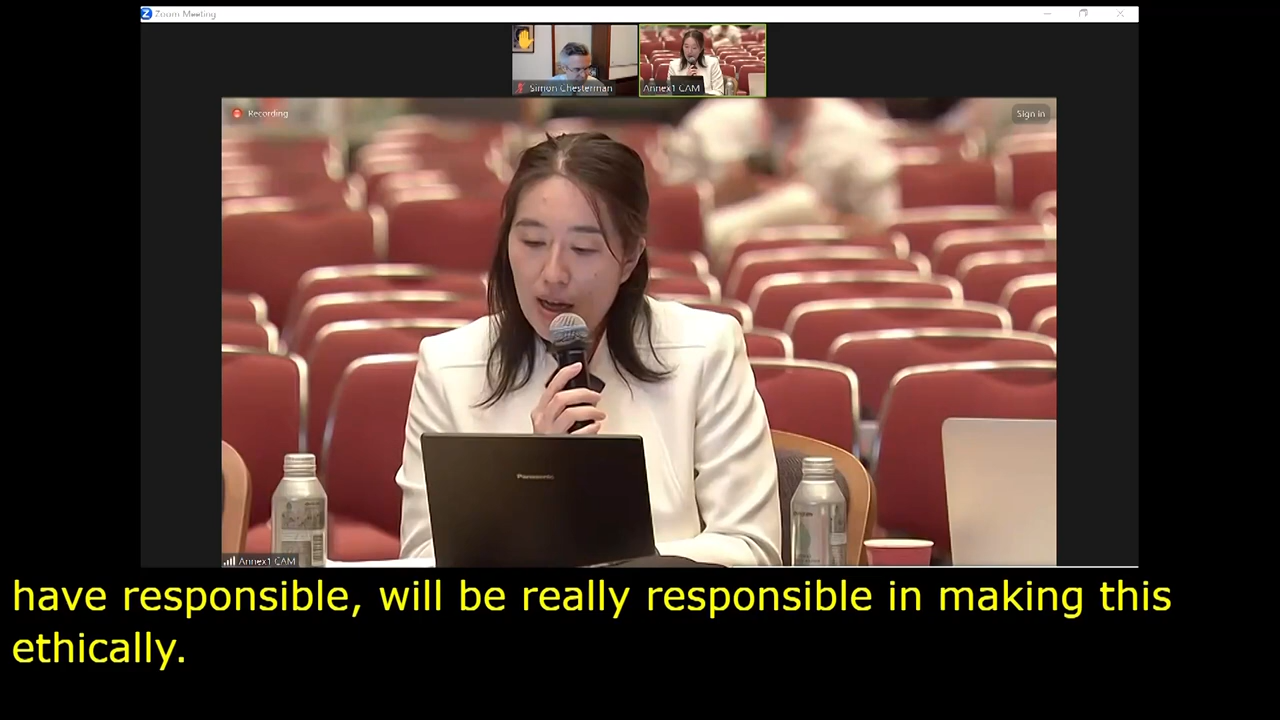 Zoom Meeting
Simon Chesterman
Annex1 CAM
Recording
Sign in
Panasonic
Annex1 CAM
have responsible, will be really responsible in making this
ethically.